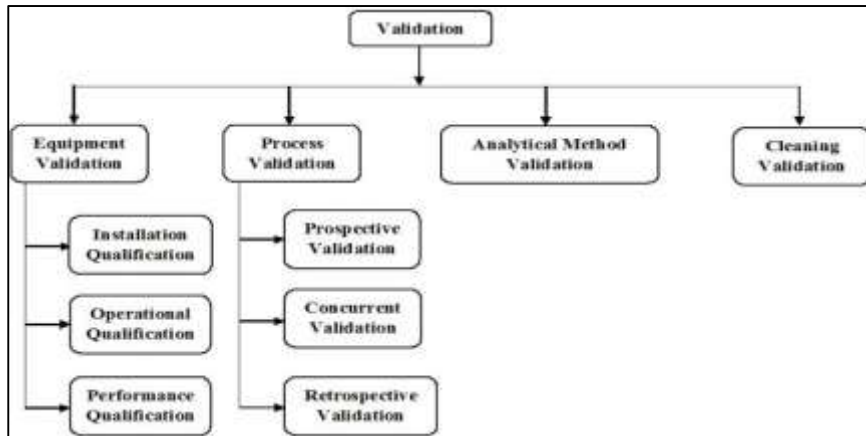 Validation
Equipment
Validation
Process
Validation
Analytical Method
Validation
Cleaning
Validation
Installation
Qualification
Prospective
Validation
Operational
Qualification
Concurrent
Validation
Performance
Qualification
Retrospective
Validation